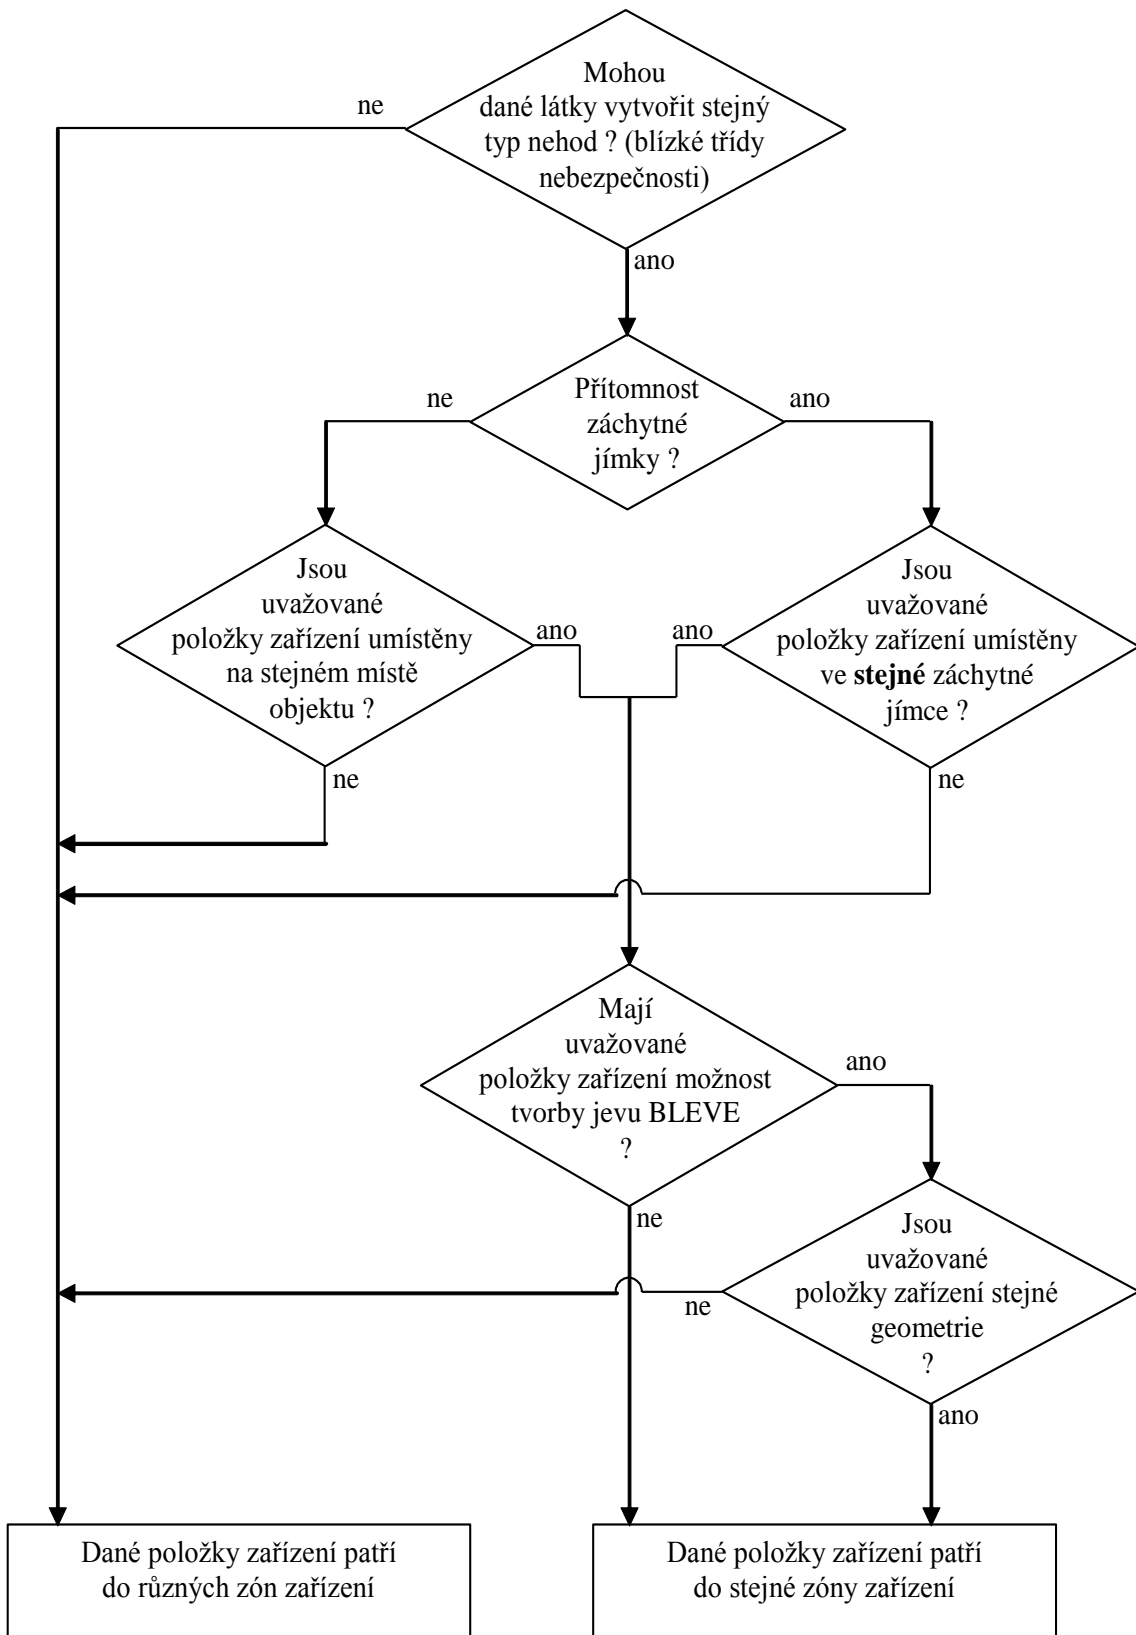 Mohou
dané látky vytvořit stejný
typ nehod ? (blízké třídy
nebezpečnosti)
ne
ano
Přítomnost
záchytné
jímky ?
ne
ano
Jsou
uvažované
položky zařízení umístěny
na stejném místě
objektu ?
ano
ne
Jsou
uvažované
položky zařízení umístěny
ve stejné záchytné
jímce ?
ano
ne
Mají
uvažované
položky zařízení možnost
tvorby jevu BLEVE
?
ano
ne
Jsou
uvažované
položky zařízení stejné
geometrie
?
ne
ano
Dané položky zařízení patří
do různých zón zařízení
Dané položky zařízení patří
do stejné zóny zařízení